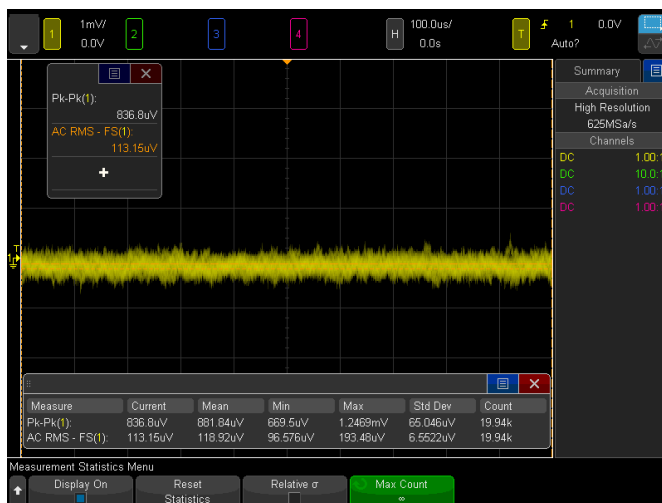 1 1mV/ 0.0V 2 3 4 H 100.0us/ 0.0s T 1 0.0V Auto?
Summary
Pk-Pk(1):
836.8uV
AC RMS - FS(1):
113.15uV
Acquisition
High Resolution
625MSa/s
Channels
DC 1.00:
DC 10.0:
DC 1.00:
DC 1.00:
T
1
Measure Current Mean Min Max Std Dev Count
Pk-Pk(1): 836.8uV 881.84uV 669.5uV 1.2469mV 65.046uV 19.94k
AC RMS - FS(1): 113.15uV 118.92uV 96.576uV 193.48uV 6.5522uV 19.94k
Measurement Statistics Menu
Display On Reset Statistics Relative σ Max Count ∞